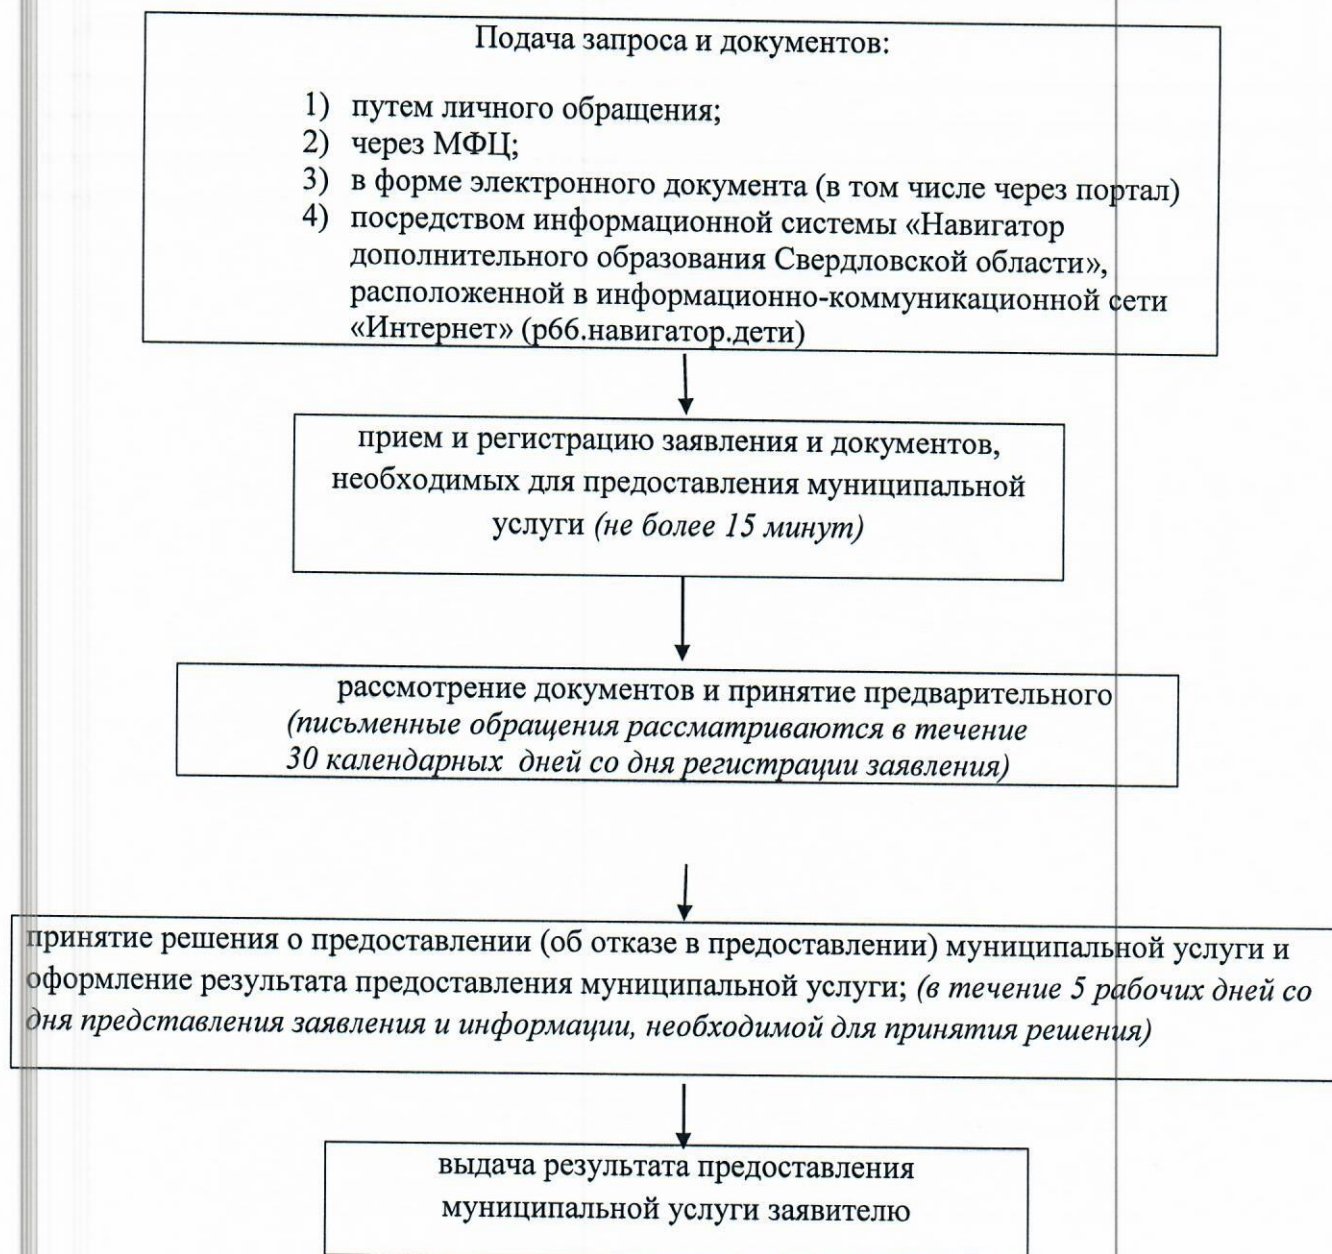 Подача запроса и документов:
1) путем личного обращения;
2) через МФЦ;
3) в форме электронного документа (в том числе через портал)
4) посредством информационной системы «Навигатор
дополнительного образования Свердловской области»,
расположенной в информационно-коммуникационной сети
«Интернет» (р66.навигатор.дети)
прием и регистрацию заявления и документов,
необходимых для предоставления муниципальной
услуги (не более 15 минут)
рассмотрение документов и принятие предварительного
(письменные обращения рассматриваются в течение
30 календарных дней со дня регистрации заявления)
принятие решения о предоставлении (об отказе в предоставлении) муниципальной услуги и
оформление результата предоставления муниципальной услуги; (в течение 5 рабочих дней со
дня представления заявления и информации, необходимой для принятия решения)
выдача результата предоставления
муниципальной услуги заявителю